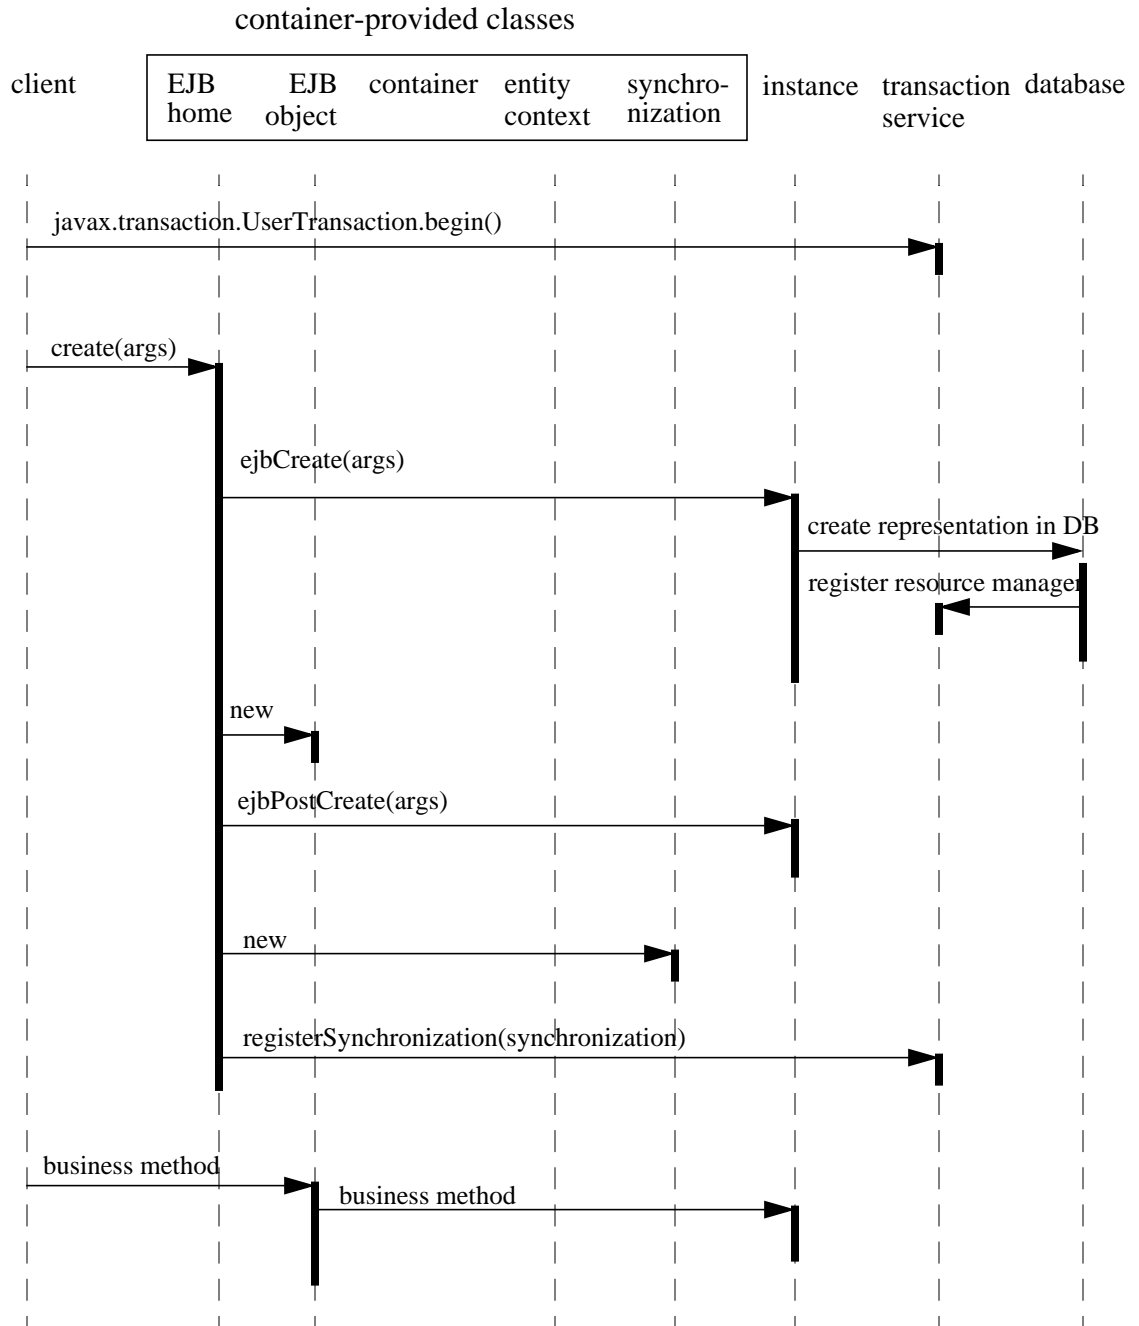 container-provided classes
client EJB EJB container entity synchro- instance transaction database
home object context nization service
javax.transaction.UserTransaction.begin()
create(args)
ejbCreate(args)
create representation in DB
register resource manager
new
ejbPostCreate(args)
new
registerSynchronization(synchronization)
business method
business method